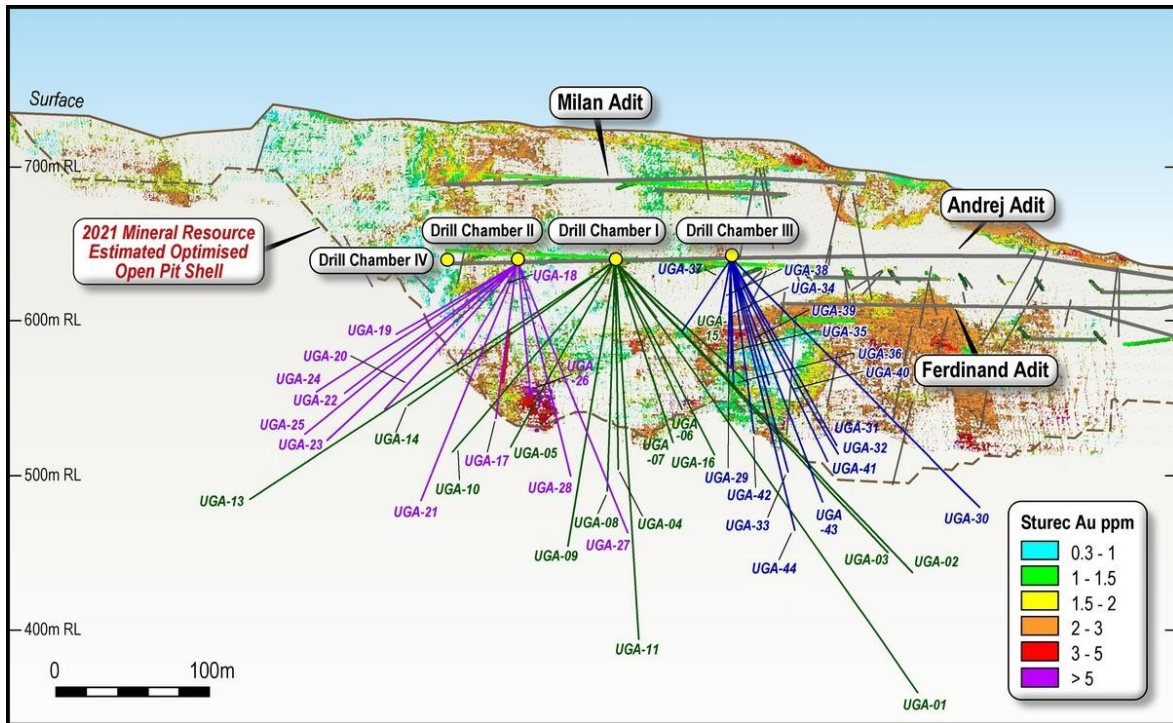 Surface
Milan Adit
700m RL
Andrej Adit
2021 Mineral Resource
Estimated Optimised
Open Pit Shell
Drill Chamber II
Drill Chamber I
Drill Chamber III
Drill Chamber IV
UGA-18
UGA-37
UGA-38
UGA-34
600m RL
UGA-19
UGA-
15
UGA-39
UGA-20
UGA-35
UGA-36
UGA
-26
UGA-40
Ferdinand Adit
UGA-24
UGA-22
UGA-25
UGA-14
UGA
-06
UGA-31
UGA-23
UGA-17
UGA-05
UGA
-07
UGA-16
UGA-32
UGA-41
500m RL
UGA-13
UGA-10
UGA-28
UGA-29
UGA-42
UGA-21
UGA-08
UGA-04
UGA-33
UGA
-43
UGA-30
UGA-27
UGA-09
UGA-44
UGA-03
UGA-02
Sturec Au ppm
0.3 - 1
1 - 1.5
1.5 - 2
2 - 3
3 - 5
> 5
400m RL
UGA-11
0
100m
UGA-01